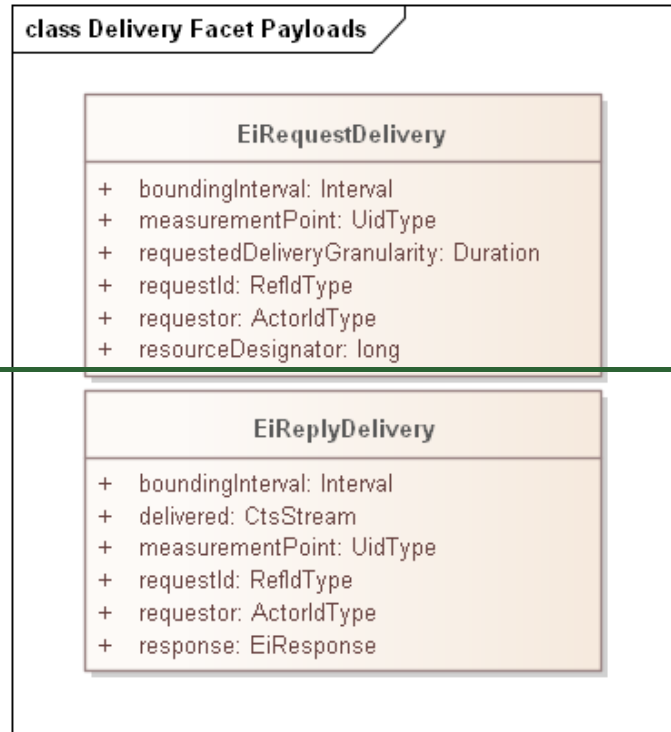 class Delivery Facet Payloads
EiRequestDelivery
+ boundingInterval: Interval
+ measurementPoint: UidType
+ requestedDeliveryGranularity: Duration
+ requestId: RefIdType
+ requestor: ActorIdType
+ resourceDesignator: long
EiReplyDelivery
+ boundingInterval: Interval
+ delivered: CtsStream
+ measurementPoint: UidType
+ requestId: RefIdType
+ requestor: ActorIdType
+ response: EiResponse